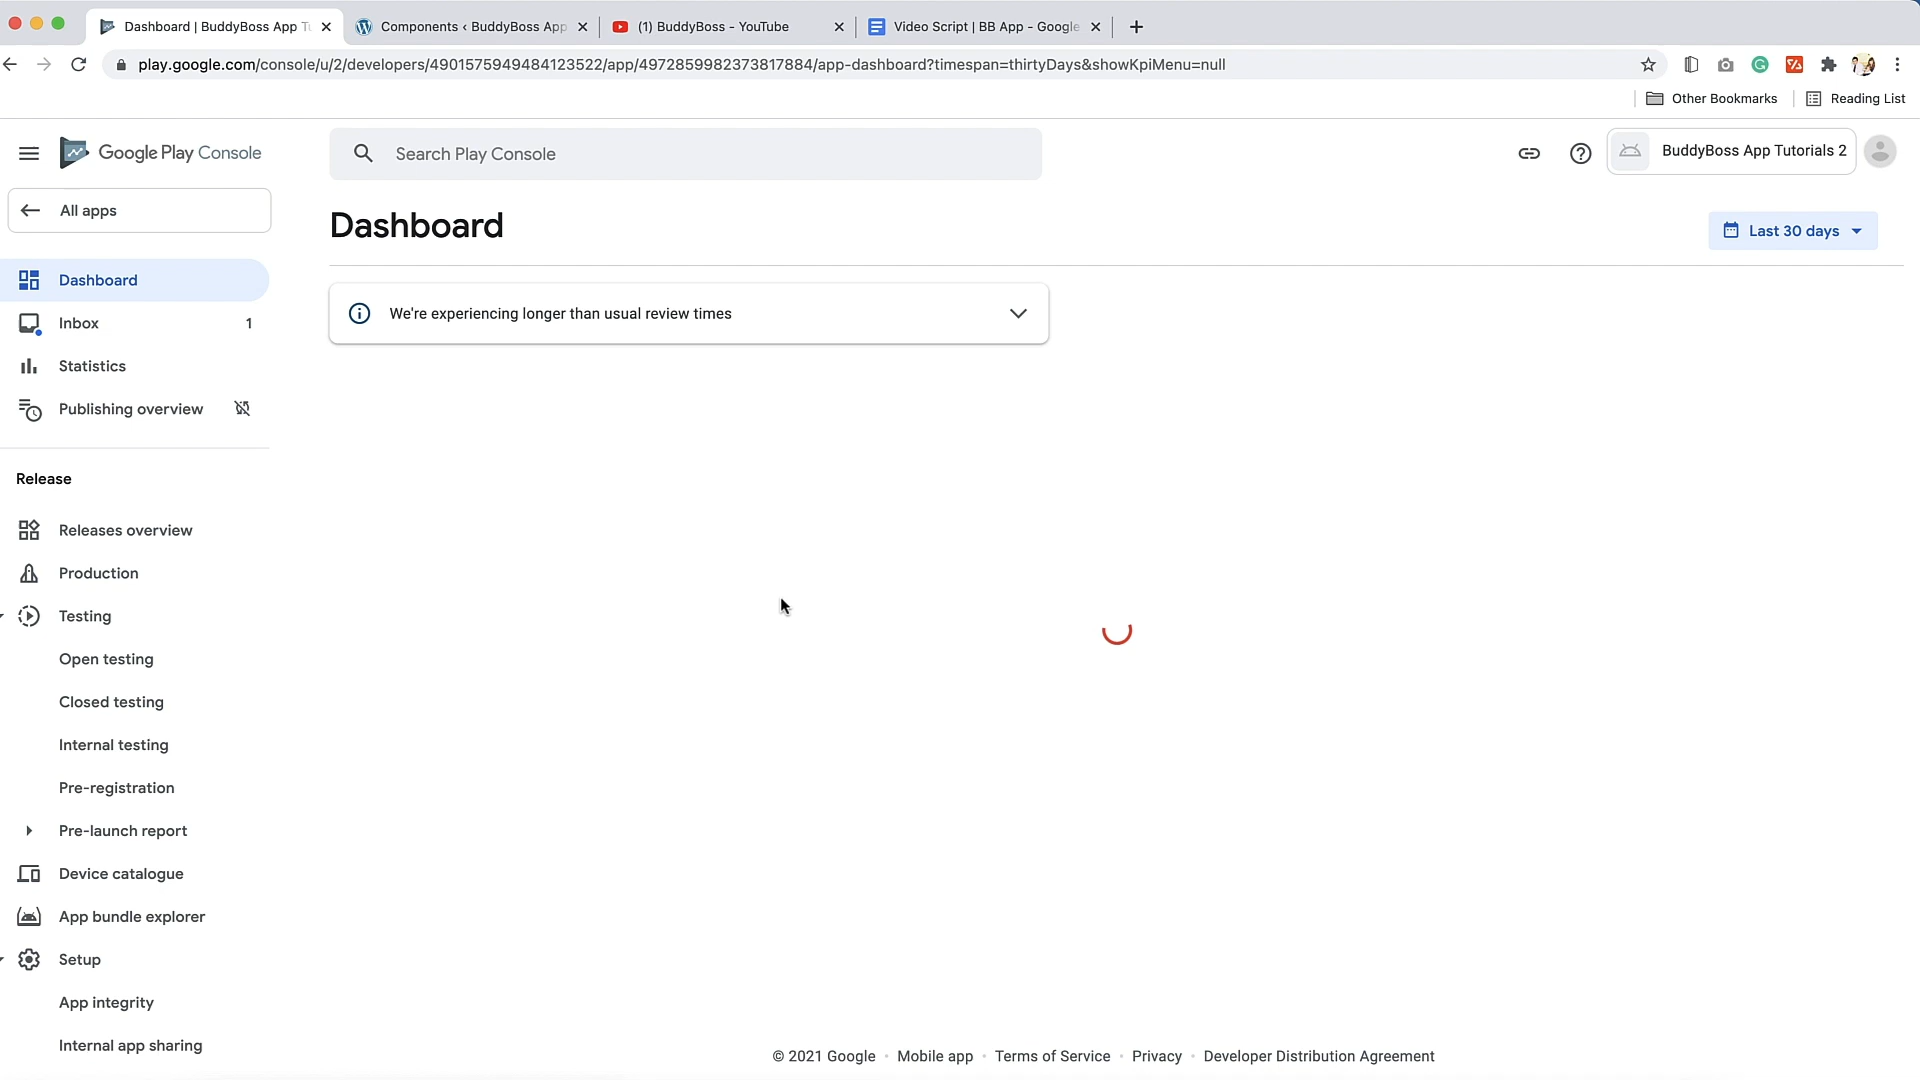 Dashboard | BuddyBoss App Tu
Components ‹ BuddyBoss App
(1) BuddyBoss - YouTube
Video Script | BB App - Google
play.google.com/console/u/2/developers/4901575949484123522/app/4972859982373817884/app-dashboard?timespan=thirtyDays&showKpiMenu=null
Other Bookmarks
Reading List
Google Play Console
Search Play Console
BuddyBoss App Tutorials 2
All apps
Dashboard
Last 30 days
Dashboard
We're experiencing longer than usual review times
Inbox 1
Statistics
Publishing overview
Release
Releases overview
Production
Testing
Open testing
Closed testing
Internal testing
Pre-registration
Pre-launch report
Device catalogue
App bundle explorer
Setup
App integrity
Internal app sharing
© 2021 Google · Mobile app · Terms of Service · Privacy · Developer Distribution Agreement